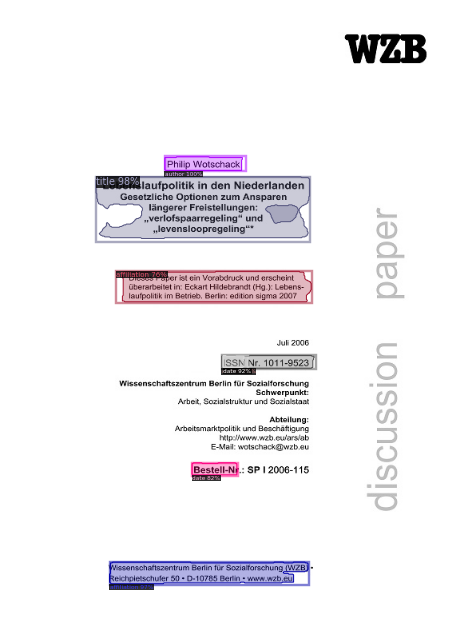 WZB
Philip Wotschack
author 100%
title 98%
Lebenslaufpolitik in den Niederlanden
Gesetzliche Optionen zum Ansparen
längerer Freistellungen:
„verlofspaarregeling“ und
„levensloopregeling“*
affiliation 76%
Dieses Paper ist ein Vorabdruck und erscheint
überarbeitet in: Eckart Hildebrandt (Hg.): Lebens-
laufpolitik im Betrieb. Berlin: edition sigma 2007
Juli 2006
ISSN Nr. 1011-9523
date 92%
Wissenschaftszentrum Berlin für Sozialforschung
Schwerpunkt:
Arbeit, Sozialstruktur und Sozialstaat
Abteilung:
Arbeitsmarktpolitik und Beschäftigung
http://www.wzb.eu/ars/ab
E-Mail: wotschack@wzb.eu
Bestell-Nr.: SP I 2006-115
date 82%
Wissenschaftszentrum Berlin für Sozialforschung (WZB) •
Reichpietschufer 50 • D-10785 Berlin • www.wzb.eu
discussion paper